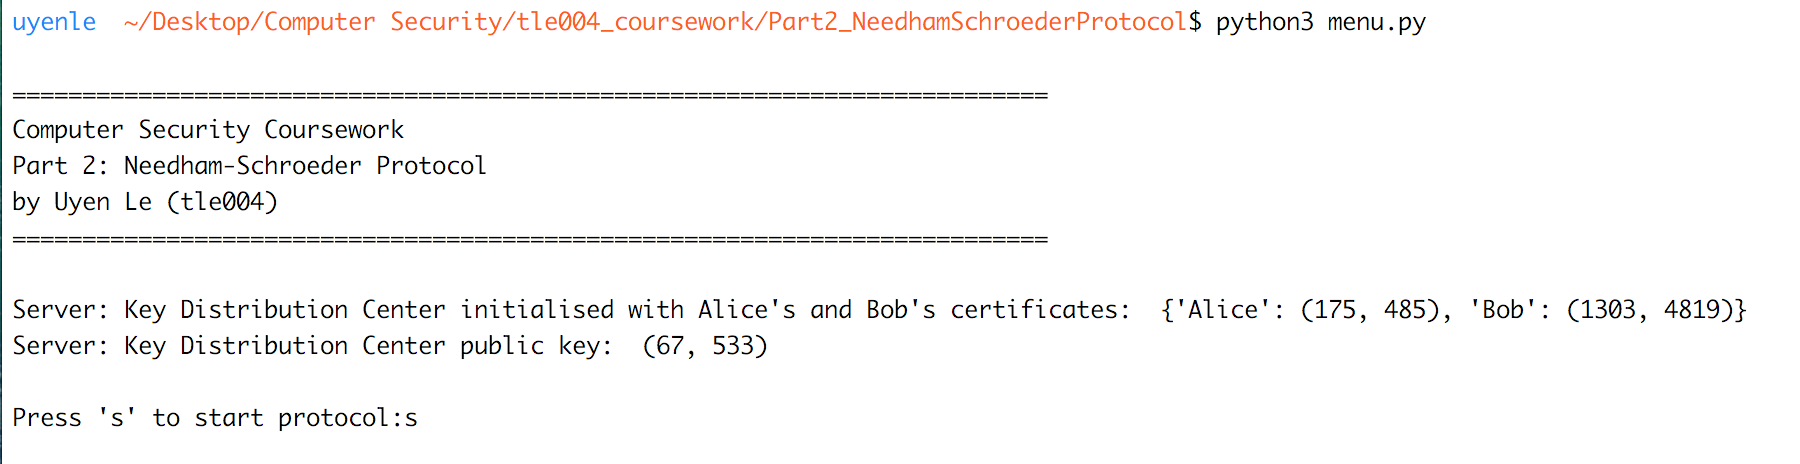 uyenle ~/Desktop/Computer Security/tle004_coursework/Part2_NeedhamSchroederProtocol$ python3 menu.py
==========================================================================
Computer Security Coursework
Part 2: Needham-Schroeder Protocol
by Uyen Le (tle004)
==========================================================================
Server: Key Distribution Center initialised with Alice's and Bob's certificates:  {'Alice': (175, 485), 'Bob': (1303, 4819)}
Server: Key Distribution Center public key:  (67, 533)
Press 's' to start protocol:s